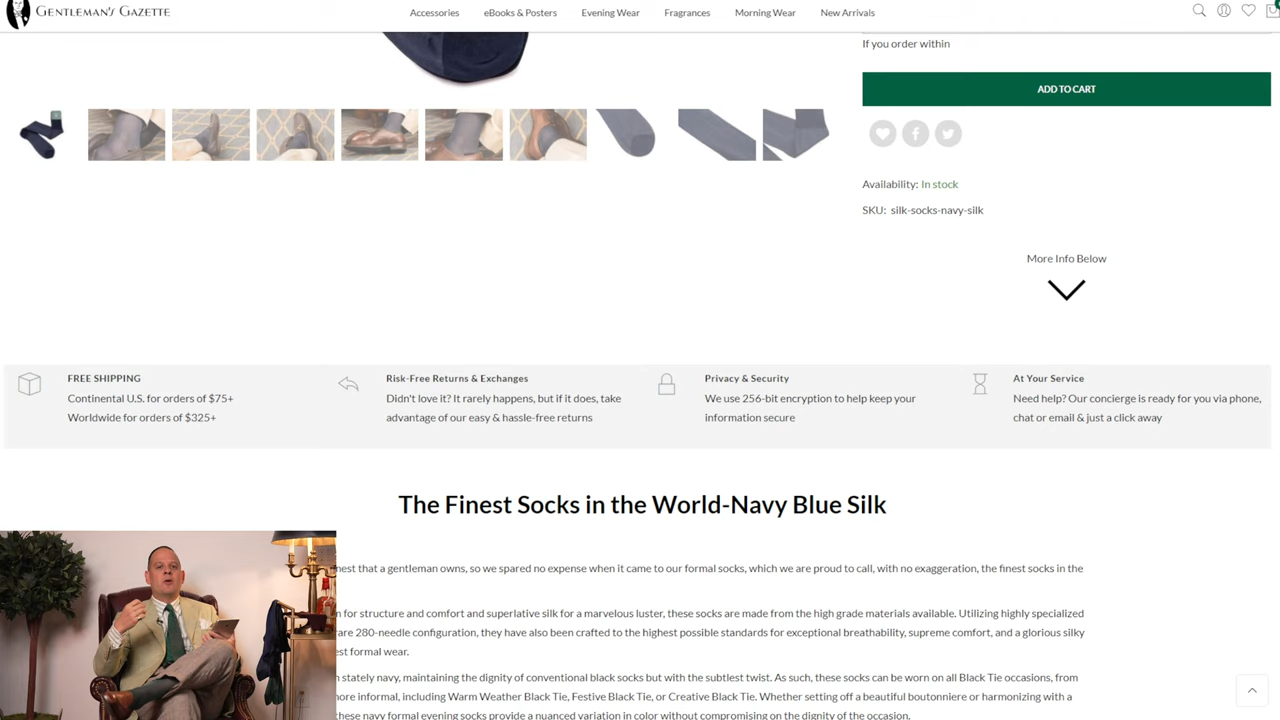 GENTLEMAN'S GAZETTE
Accessories
eBooks & Posters
Evening Wear
Fragrances
Morning Wear
New Arrivals
If you order within
ADD TO CART
Availability: In stock
SKU: silk-socks-navy-silk
More Info Below
FREE SHIPPING
Continental U.S. for orders of $75+
Worldwide for orders of $325+
Risk-Free Returns & Exchanges
Didn't love it? It rarely happens, but if it does, take
advantage of our easy & hassle-free returns
Privacy & Security
We use 256-bit encryption to help keep your
information secure
At Your Service
Need help? Our concierge is ready for you via phone,
chat or email & just a click away
The Finest Socks in the World-Navy Blue Silk
that a gentleman owns, so we spared no expense when it came to our formal socks, which we are proud to call, with no exaggeration, the finest socks in the
for structure and comfort and superlative silk for a marvelous luster, these socks are made from the high grade materials available. Utilizing highly specialized
280-needle configuration, they have also been crafted to the highest possible standards for exceptional breathability, supreme comfort, and a glorious silky
formal wear.
stately navy, maintaining the dignity of conventional black socks but with the subtlest twist. As such, these socks can be worn on all Black Tie occasions, from
informal, including Warm Weather Black Tie, Festive Black Tie, or Creative Black Tie. Whether setting off a beautiful boutonniere or harmonizing with a
these navy formal evening socks provide a nuanced variation in color without compromising on the dignity of the occasion.